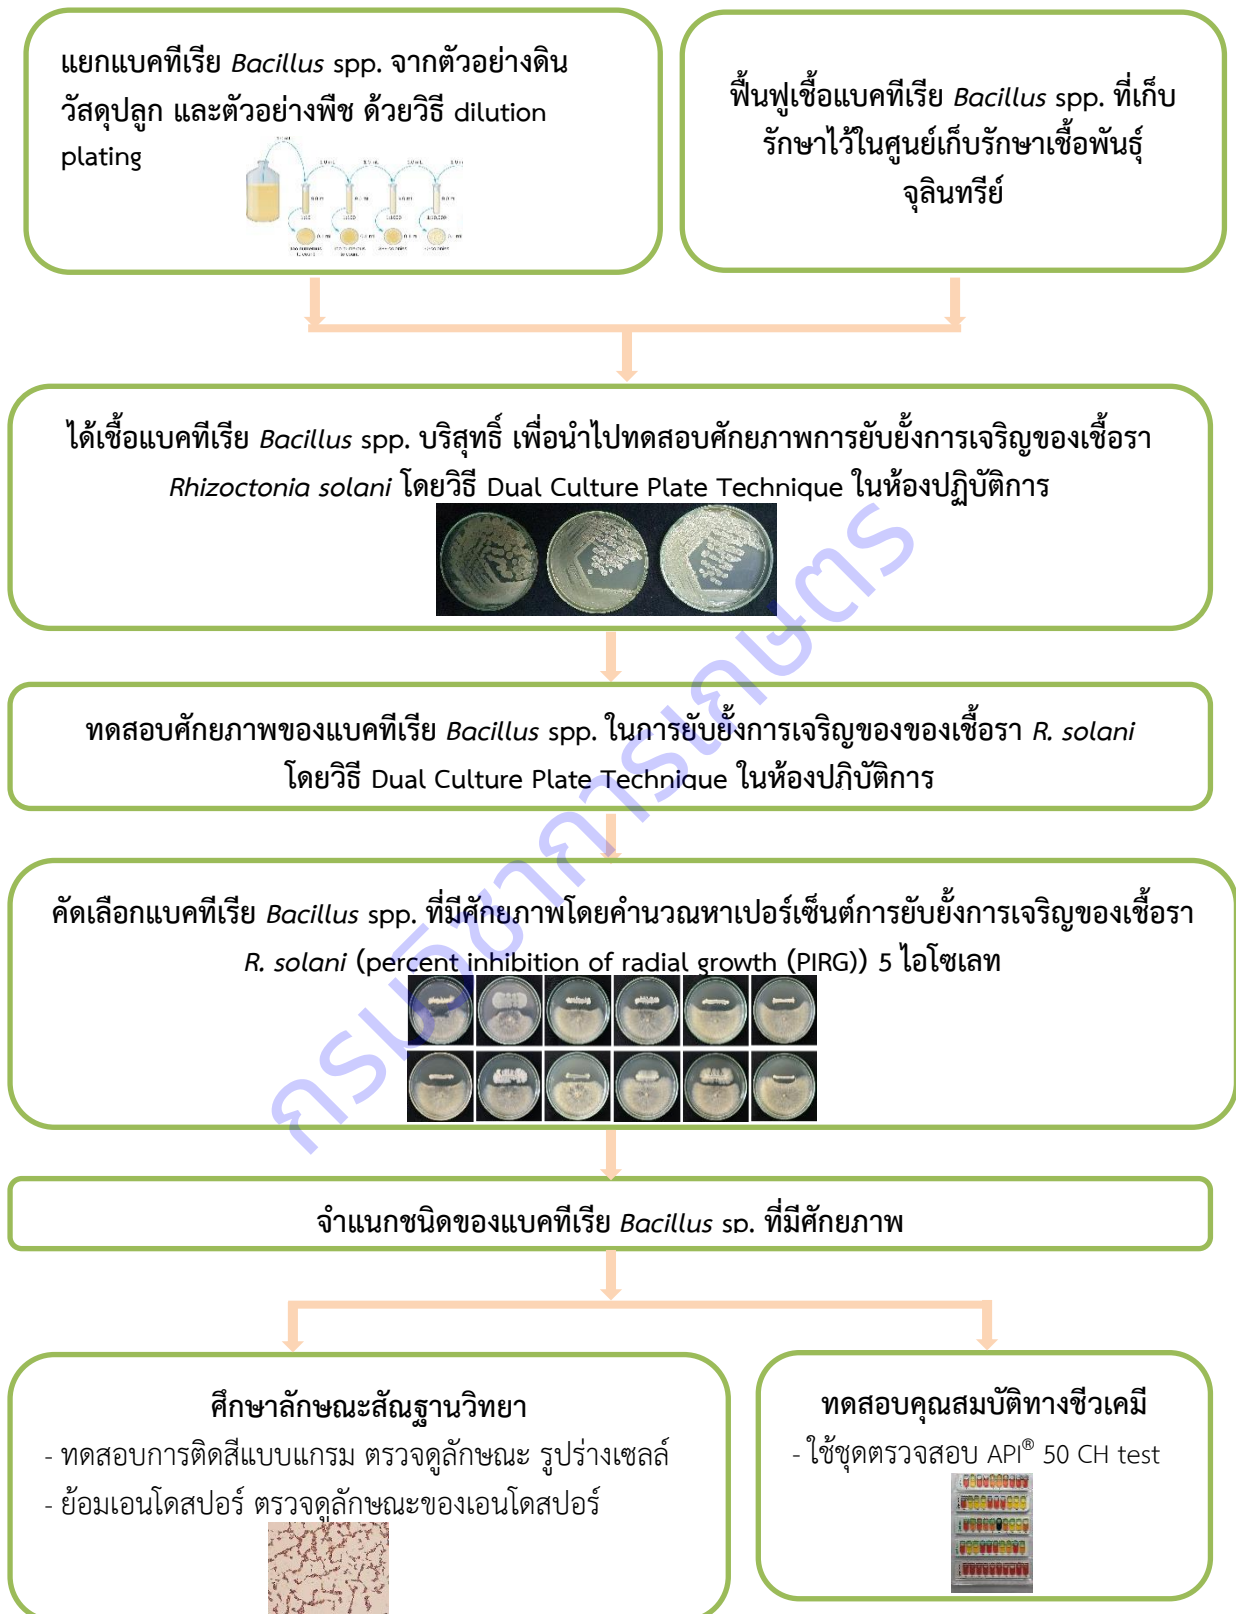 แยกแบคทีเรีย Bacillus spp. จากตัวอย่างดิน
วัสดุปลูก และตัวอย่างพืช ด้วยวิธี dilution
plating
ฟื้นฟูเชื้อแบคทีเรีย Bacillus spp. ที่เก็บ
รักษาไว้ในศูนย์เก็บรักษาเชื้อพันธุ์
จุลินทรีย์
ได้เชื้อแบคทีเรีย Bacillus spp. บริสุทธิ์ เพื่อนำไปทดสอบศักยภาพการยับยั้งการเจริญของเชื้อรา
Rhizoctonia solani โดยวิธี Dual Culture Plate Technique ในห้องปฏิบัติการ
ทดสอบศักยภาพของแบคทีเรีย Bacillus spp. ในการยับยั้งการเจริญของของเชื้อรา R. solani
โดยวิธี Dual Culture Plate Technique ในห้องปฏิบัติการ
คัดเลือกแบคทีเรีย Bacillus spp. ที่มีศักยภาพโดยคำนวณหาเปอร์เซ็นต์การยับยั้งการเจริญของเชื้อรา
R. solani (percent inhibition of radial growth (PIRG)) 5 ไอโซเลท
จำแนกชนิดของแบคทีเรีย Bacillus sp. ที่มีศักยภาพ
ศึกษาลักษณะสัณฐานวิทยา
- ทดสอบการติดสีแบบแกรม ตรวจดูลักษณะ รูปร่างเซลล์
- ย้อมเอนโดสปอร์ ตรวจดูลักษณะของเอนโดสปอร์
ทดสอบคุณสมบัติทางชีวเคมี
- ใช้ชุดตรวจสอบ API® 50 CH test
กรมวิชาการเกษตร